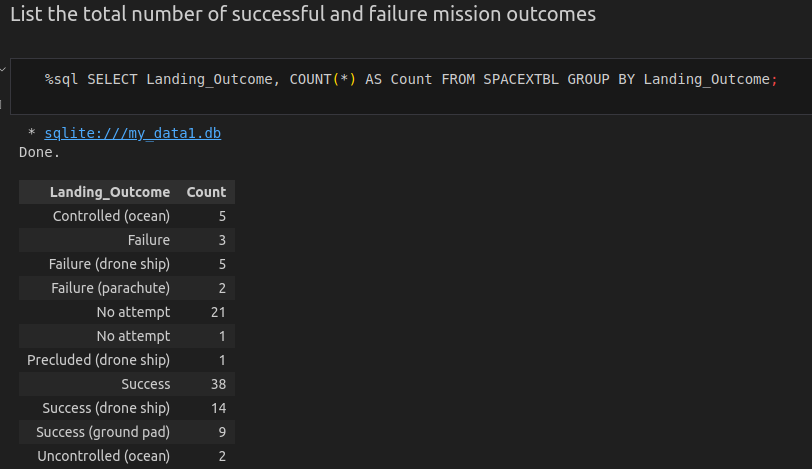 List the total number of successful and failure mission outcomes
%sql SELECT Landing_Outcome, COUNT(*) AS Count FROM SPACEXTBL GROUP BY Landing_Outcome;
* sqlite:///my_data1.db
Done.
Landing_Outcome Count
Controlled (ocean) 5
Failure 3
Failure (drone ship) 5
Failure (parachute) 2
No attempt 21
No attempt 1
Precluded (drone ship) 1
Success 38
Success (drone ship) 14
Success (ground pad) 9
Uncontrolled (ocean) 2